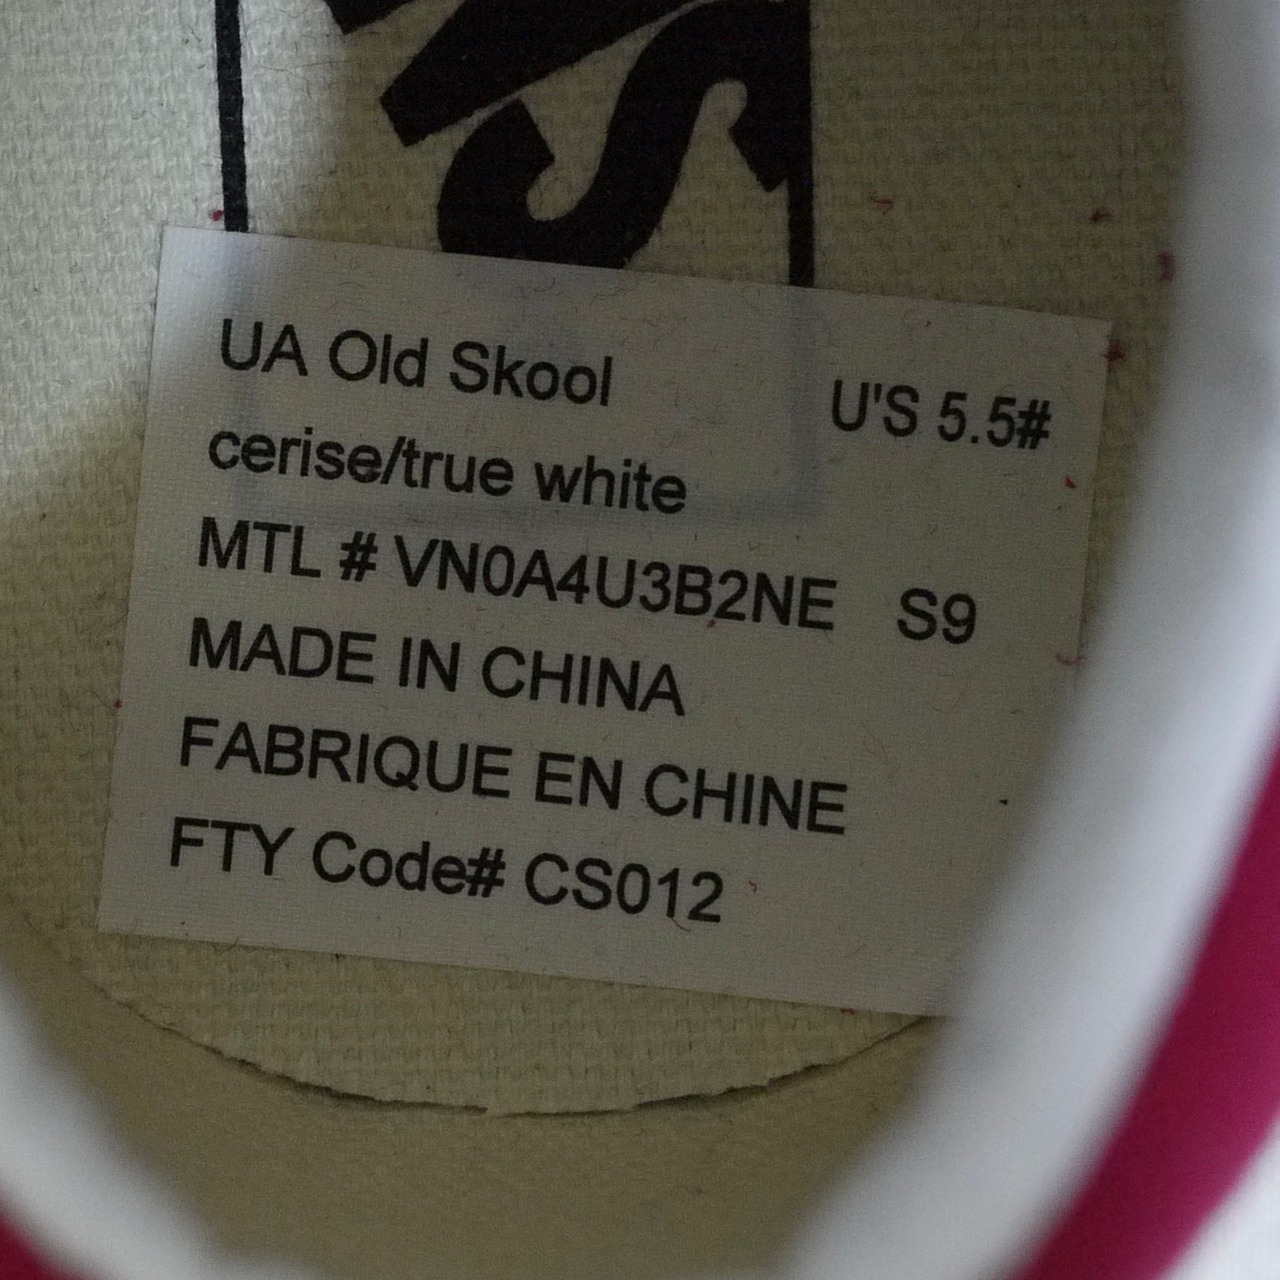 UA Old Skool U'S 5.5#
cerise/true white
MTL # VN0A4U3B2NE S9
MADE IN CHINA
FABRIQUE EN CHINE
FTY Code# CS012